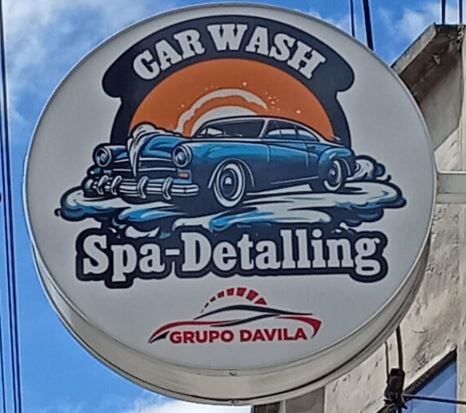 CAR WASH
Spa-Detalling
GRUPO DAVILA